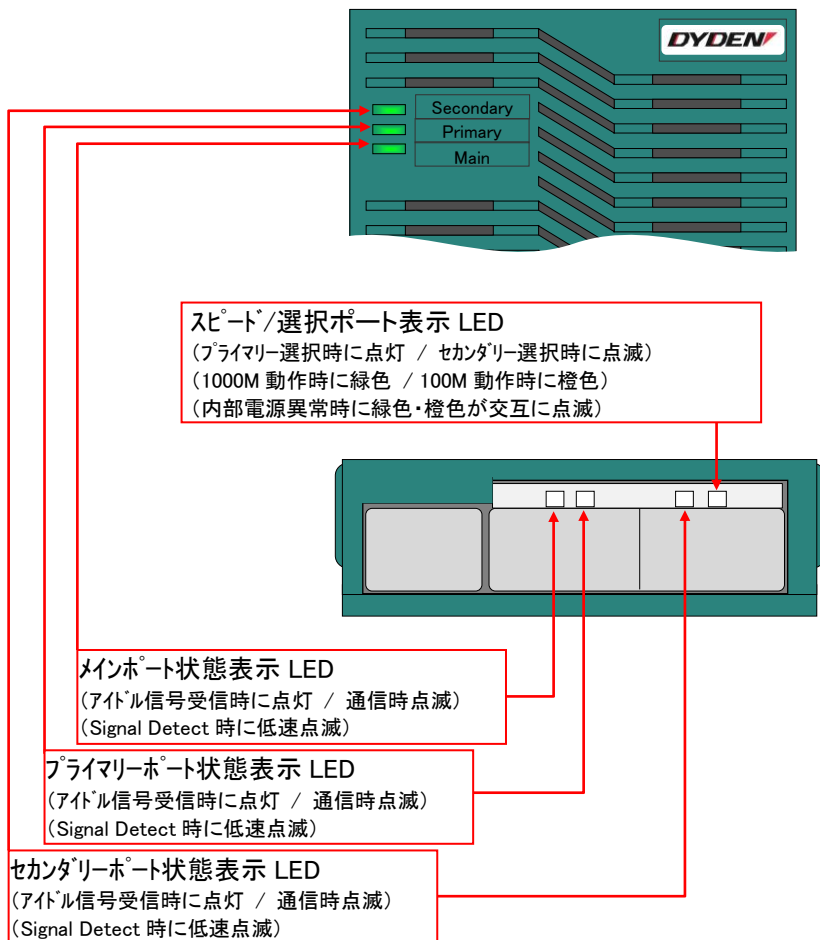 DYDEN
Secondary
Primary
Main
ｽﾋﾟｰﾄﾞ/選択ポート表示 LED
(ﾌﾟﾗｲﾏﾘｰ選択時に点灯 / ｾｶﾝﾀﾞﾘｰ選択時に点滅)
(1000M 動作時に緑色 / 100M 動作時に橙色)
(内部電源異常時に緑色・橙色が交互に点滅)
ﾒｲﾝﾎﾟｰﾄ状態表示 LED
(ｱｲﾄﾞﾙ信号受信時に点灯 / 通信時点滅)
(Signal Detect 時に低速点滅)
ﾌﾟﾗｲﾏﾘｰﾎﾟｰﾄ状態表示 LED
(ｱｲﾄﾞﾙ信号受信時に点灯 / 通信時点滅)
(Signal Detect 時に低速点滅)
ｾｶﾝﾀﾞﾘｰﾎﾟｰﾄ状態表示 LED
(ｱｲﾄﾞﾙ信号受信時に点灯 / 通信時点滅)
(Signal Detect 時に低速点滅)